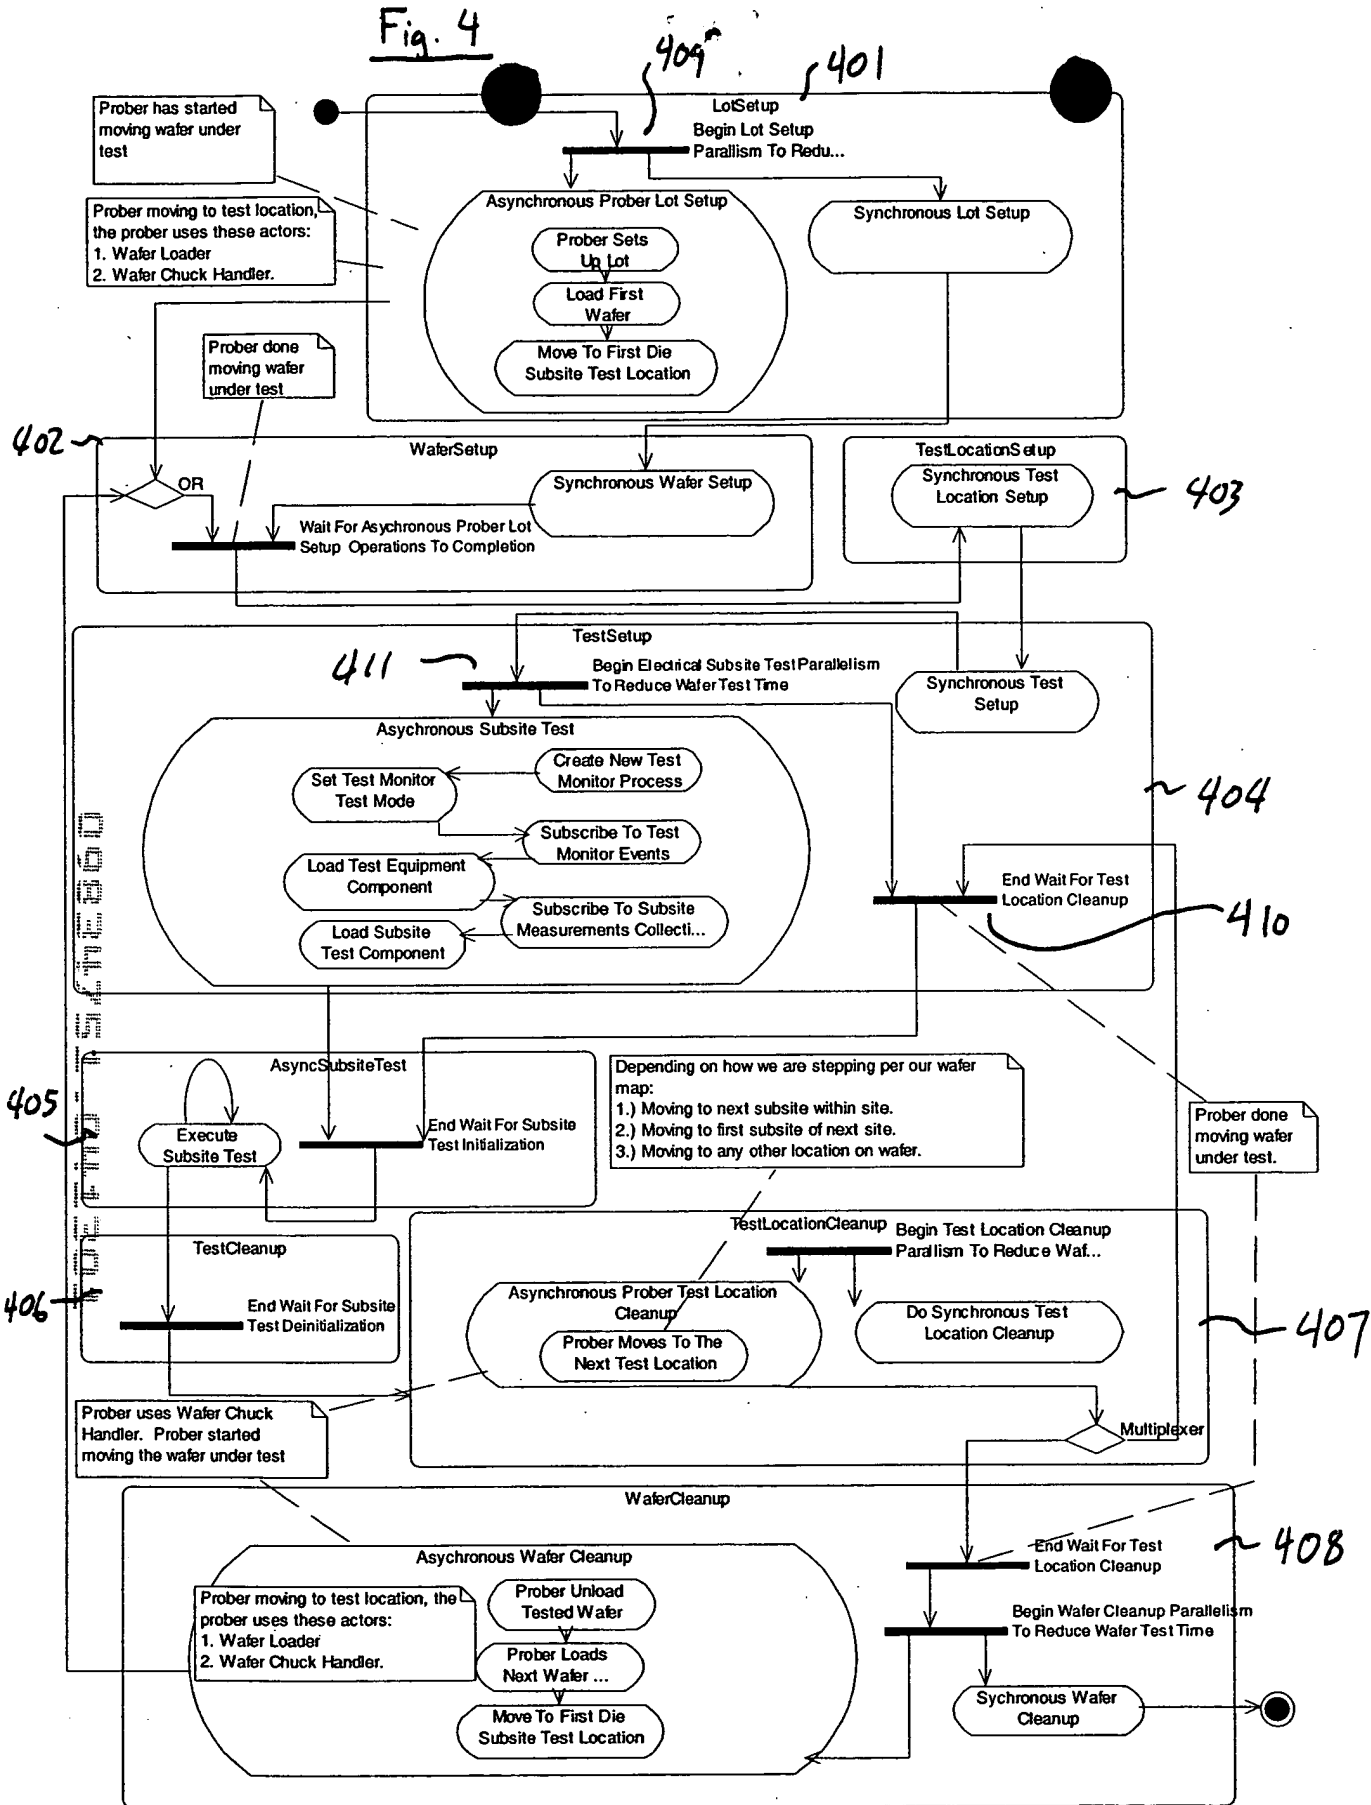 Fig. 4
409
401
Prober has started
moving wafer under
test
LotSetup
Begin Lot Setup
Parallism To Redu...
Prober moving to test location,
the prober uses these actors:
1. Wafer Loader
2. Wafer Chuck Handler.
Asynchronous Prober Lot Setup
Prober Sets
Up Lot
Load First
Wafer
Move To First Die
Subsite Test Location
Synchronous Lot Setup
Prober done
moving wafer
under test
402
WaferSetup
OR
Synchronous Wafer Setup
Wait For Asychronous Prober Lot
Setup Operations To Completion
TestLocationSetup
Synchronous Test
Location Setup
403
TestSetup
411
Begin Electrical Subsite Test Parallelism
To Reduce Wafer Test Time
Synchronous Test
Setup
Asychronous Subsite Test
Create New Test
Monitor Process
Set Test Monitor
Test Mode
Subscribe To Test
Monitor Events
Load Test Equipment
Component
Subscribe To Subsite
Measurements Collecti...
Load Subsite
Test Component
404
End Wait For Test
Location Cleanup
410
405
AsyncSubsiteTest
Execute
Subsite Test
End Wait For Subsite
Test Initialization
Depending on how we are stepping per our wafer
map:
1.) Moving to next subsite within site.
2.) Moving to first subsite of next site.
3.) Moving to any other location on wafer.
Prober done
moving wafer
under test.
406
TestCleanup
End Wait For Subsite
Test Deinitialization
TestLocationCleanup
Begin Test Location Cleanup
Parallism To Reduce Waf...
Asynchronous Prober Test Location
Cleanup
Prober Moves To The
Next Test Location
Do Synchronous Test
Location Cleanup
407
Multiplexer
Prober uses Wafer Chuck
Handler. Prober started
moving the wafer under test
WaferCleanup
408
Asychronous Wafer Cleanup
Prober moving to test location, the
prober uses these actors:
1. Wafer Loader
2. Wafer Chuck Handler.
Prober Unload
Tested Wafer
Prober Loads
Next Wafer ...
Move To First Die
Subsite Test Location
End Wait For Test
Location Cleanup
Begin Wafer Cleanup Parallelism
To Reduce Wafer Test Time
Sychronous Wafer
Cleanup